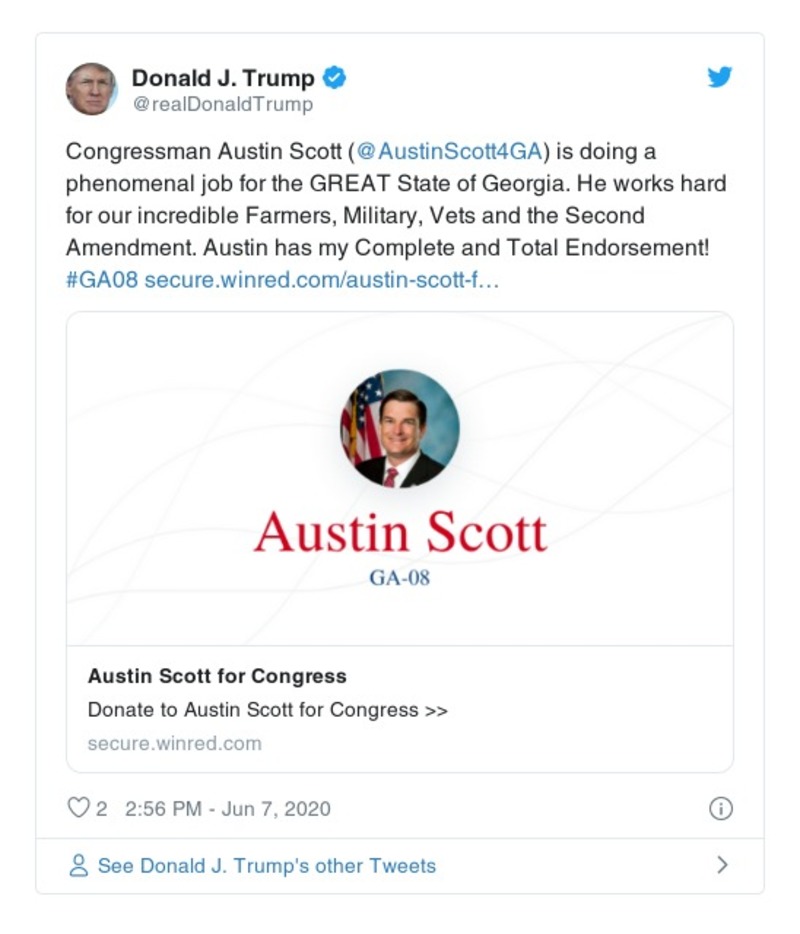 Donald J. Trump
@realDonaldTrump
Congressman Austin Scott (@AustinScott4GA) is doing a
phenomenal job for the GREAT State of Georgia. He works hard
for our incredible Farmers, Military, Vets and the Second
Amendment. Austin has my Complete and Total Endorsement!
#GA08 secure.winred.com/austin-scott-f…
Austin Scott
GA-08
Austin Scott for Congress
Donate to Austin Scott for Congress >>
secure.winred.com
2 2:56 PM - Jun 7, 2020
See Donald J. Trump's other Tweets